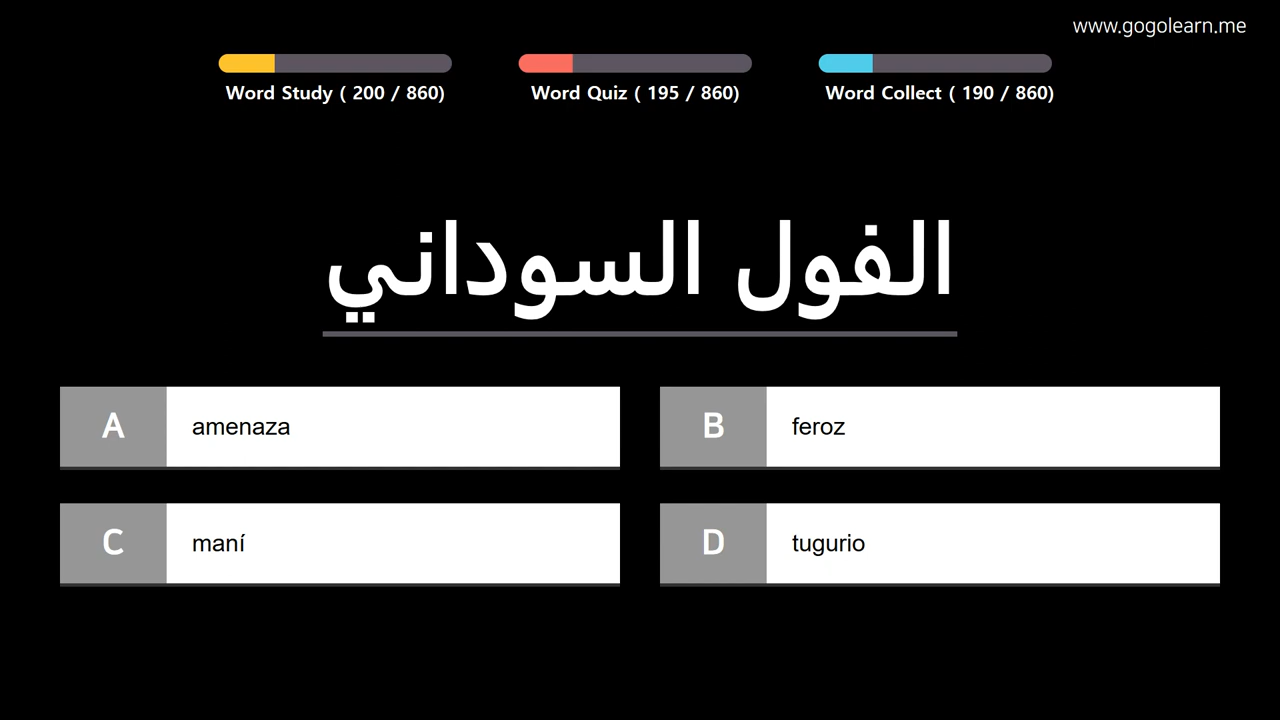 www.gogolearn.me
Word Study ( 200 / 860)
Word Quiz ( 195 / 860)
Word Collect ( 190 / 860)
الفول السوداني
A amenaza
B feroz
C maní
D tugurio